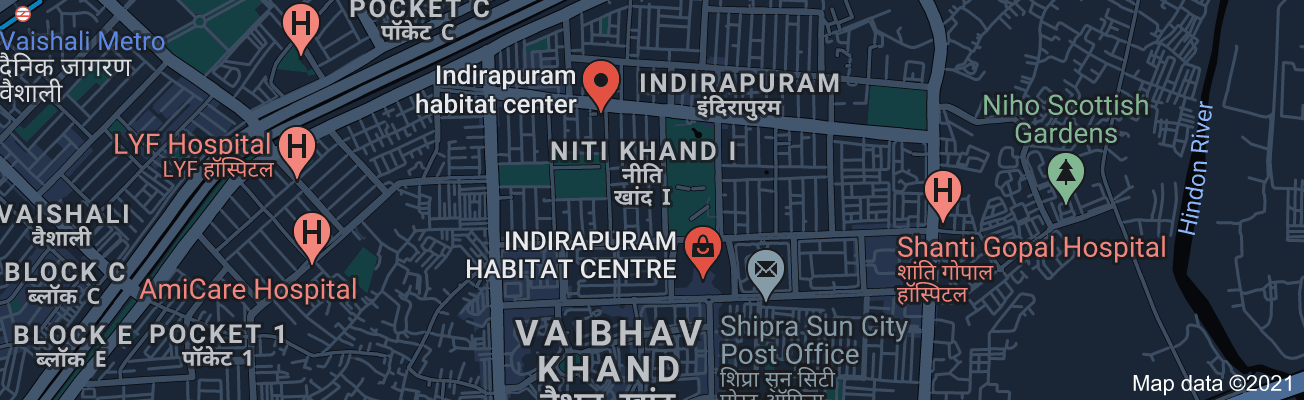 POCKET C
पॉकेट C
Vaishali Metro
दैनिक जागरण
वैशाली
Indirapuram
habitat center
INDIRAPURAM
इंदिरापुरम
Niho Scottish
Gardens
H
LYF Hospital
LYF हॉस्पिटल
H
NITI KHAND I
नीति
खांद I
Hindon River
H
VAISHALI
वैशाली
H
INDIRAPURAM
HABITAT CENTRE
Shanti Gopal Hospital
शांति गोपाल
हॉस्पिटल
BLOCK C
ब्लॉक C
AmiCare Hospital
BLOCK E
ब्लॉक E
POCKET 1
पॉकेट 1
VAIBHAV
KHAND
Shipra Sun City
Post Office
शिप्रा सन सिटी
Map data ©2021